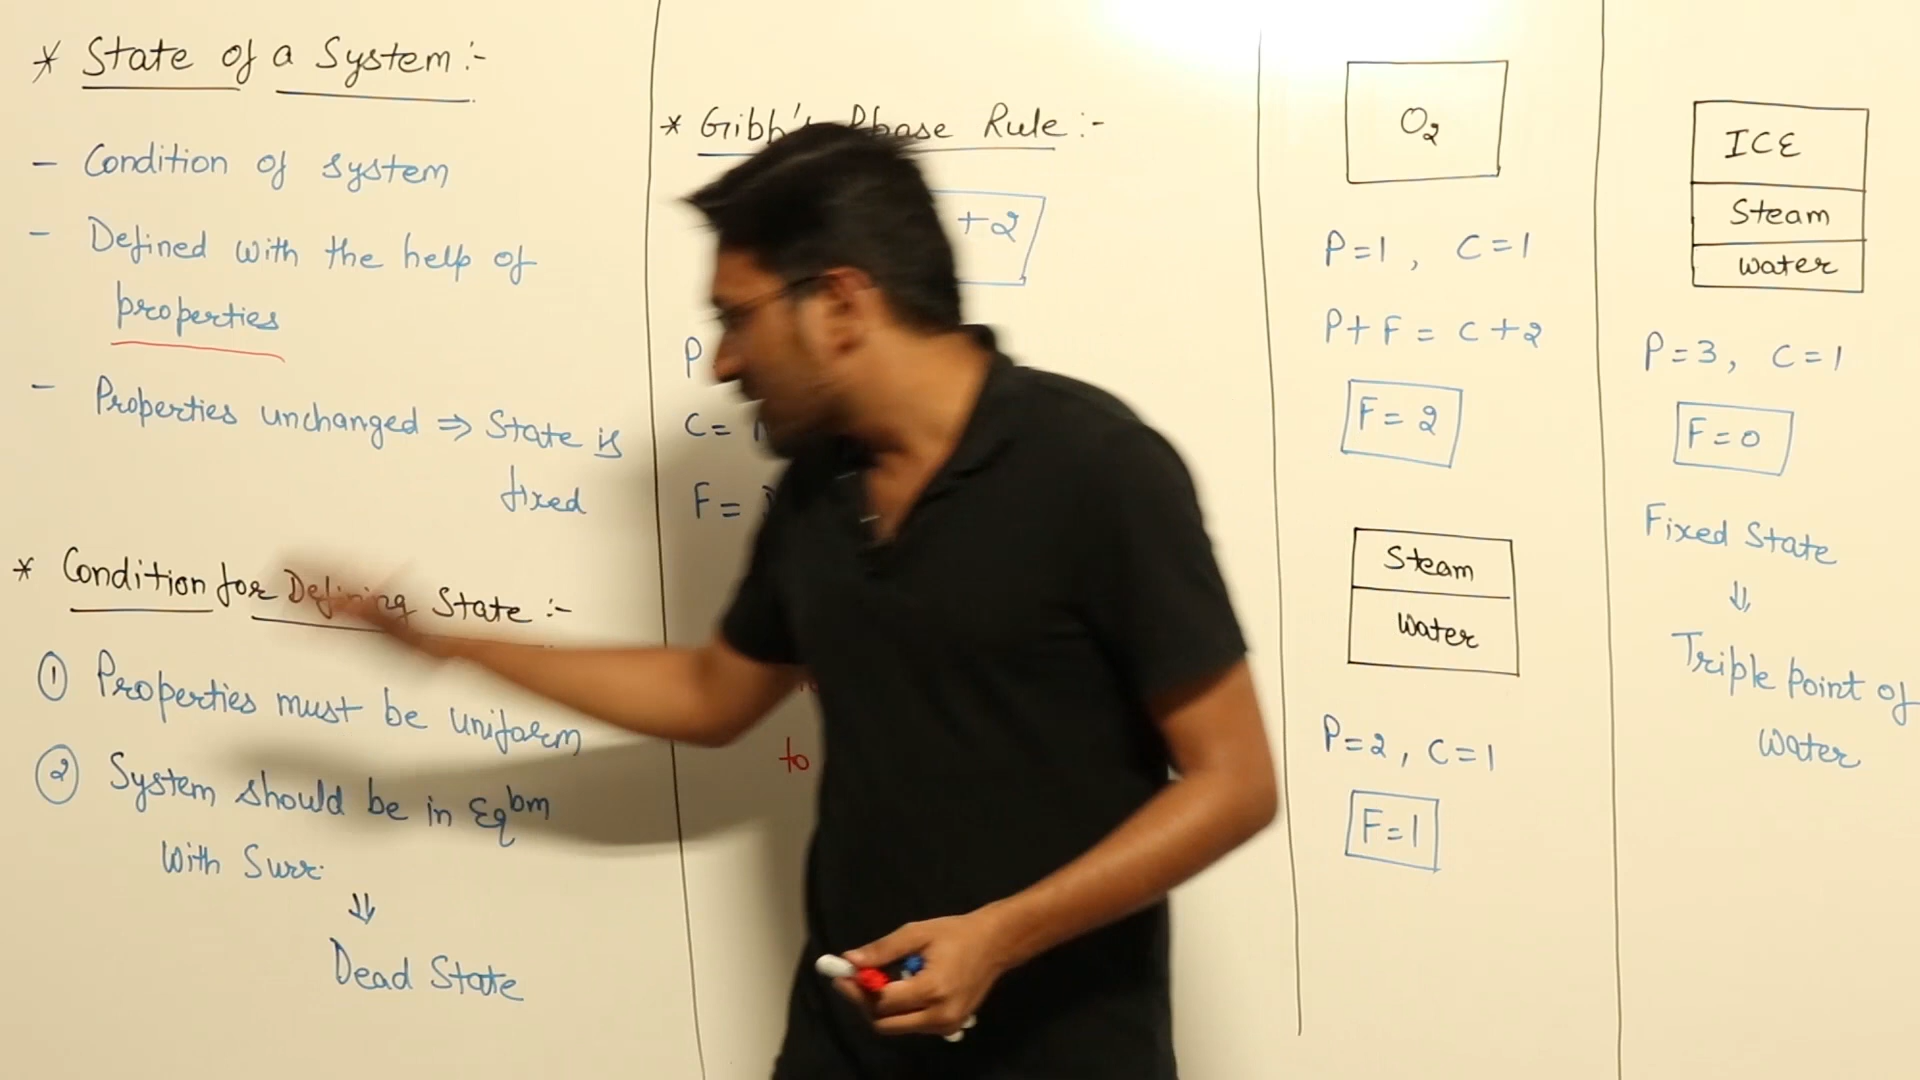 * State of a System :-
- Condition of system
- Defined with the help of
properties
- Properties unchanged ⇒ State is
fixed
* Condition for Defining State :-
① Properties must be uniform
② System should be in Eqbm
With Surr.
⇓
Dead State
* Gibb's Phase Rule :-
+2
P
C =
F =
to
O2
P=1 , C=1
P+F = C+2
F=2
Steam
Water
P=2 , C=1
F=1
ICE
Steam
Water
P=3, C=1
F=0
Fixed State
⇓
Triple Point of
Water